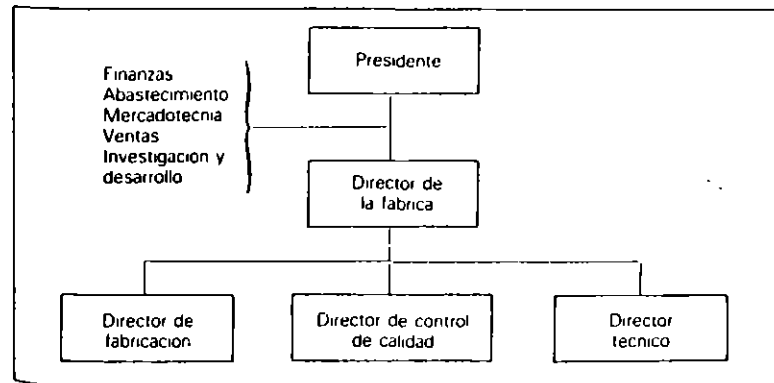 Presidente
Finanzas
Abastecimiento
Mercadotecnia
Ventas
Investigacion y
desarrollo
Director de
la fabrica
Director de
fabricacion
Director de control
de calidad
Director
tecnico